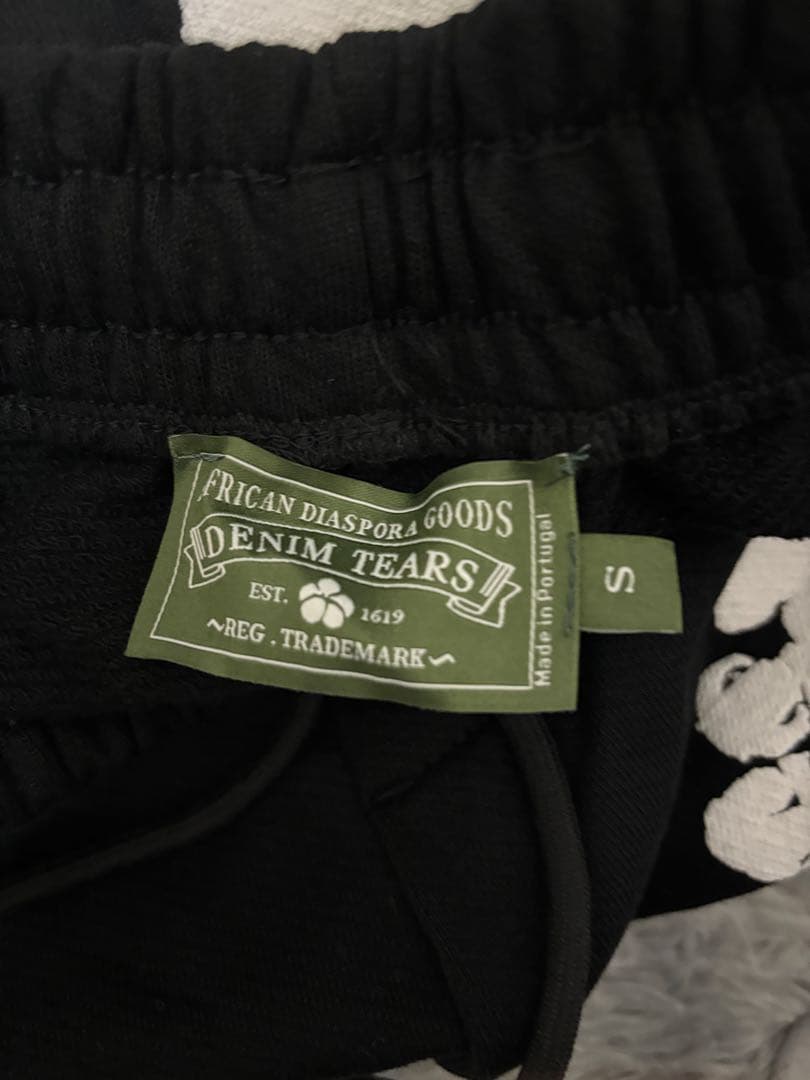 FRICAN DIASPORA GOODS
DENIM TEARS
EST. 1619
~REG. TRADEMARK~
Made in Portugal
S